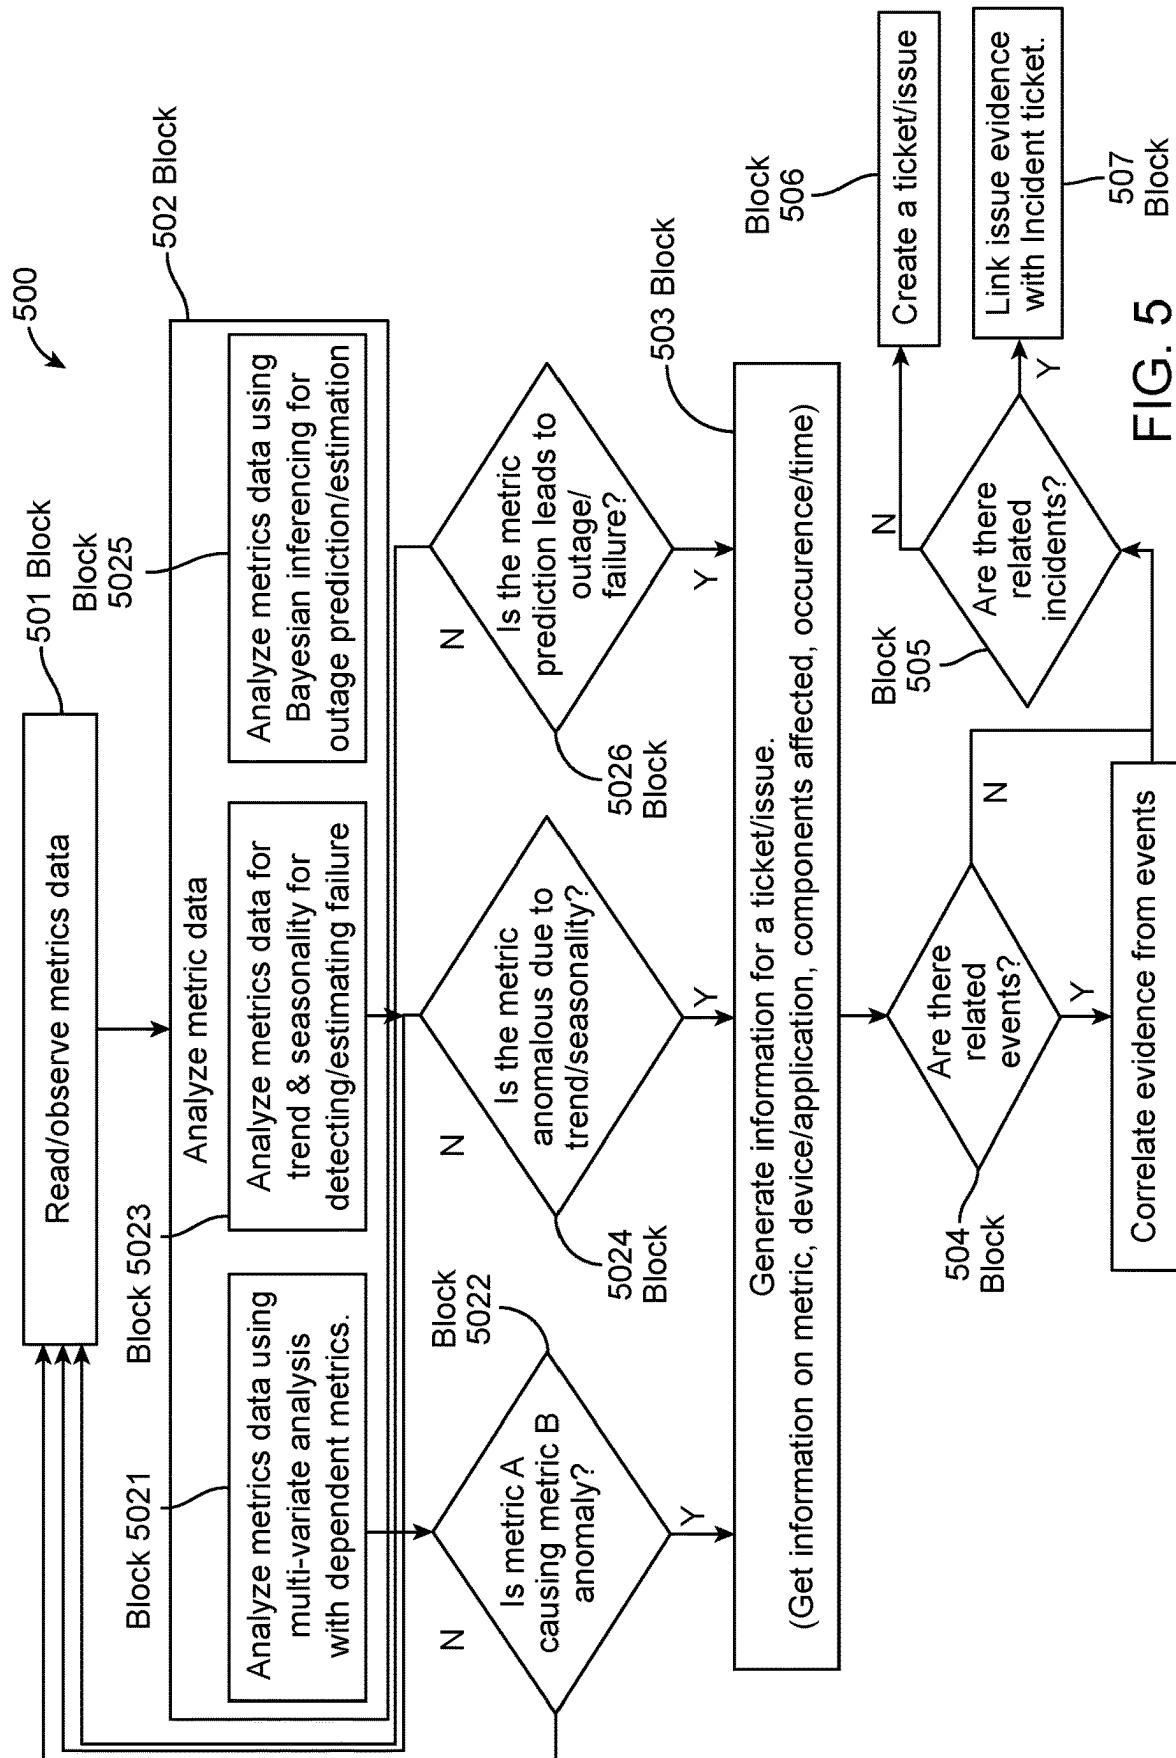 500
Read/observe metrics data
501 Block
502 Block
Analyze metric data
Block 5021
Analyze metrics data using
multi-variate analysis
with dependent metrics.
Block 5023
Analyze metrics data for
trend & seasonality for
detecting/estimating failure
Block
5025
Analyze metrics data using
Bayesian inferencing for
outage prediction/estimation
N
Is metric A
causing metric B
anomaly?
Y
Block
5022
N
Is the metric
anomalous due to
trend/seasonality?
Y
5024
Block
N
Is the metric
prediction leads to
outage/
failure?
Y
5026
Block
503 Block
Generate information for a ticket/issue.
(Get information on metric, device/application, components affected, occurence/time)
504
Block
Are there
related
events?
N
Y
Correlate evidence from events
Block
505
Are there
related
incidents?
N
Y
Block
506
Create a ticket/issue
Link issue evidence
with Incident ticket.
507
Block
FIG. 5